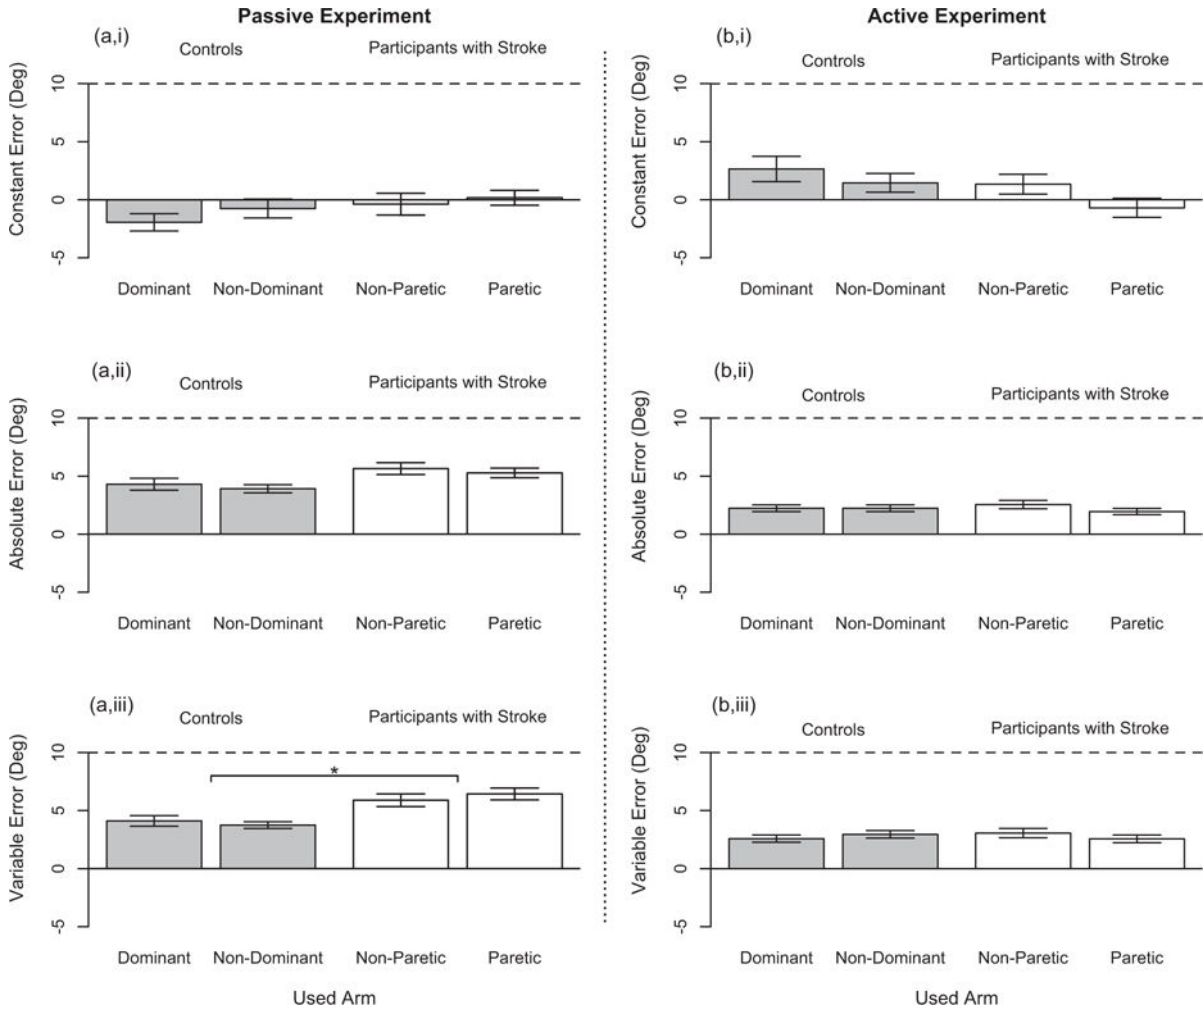 Passive Experiment
Active Experiment
(a,i)
Controls
Participants with Stroke
Constant Error (Deg)
10
5
0
-5
Dominant
Non-Dominant
Non-Paretic
Paretic
(b,i)
Controls
Participants with Stroke
Constant Error (Deg)
10
5
0
-5
Dominant
Non-Dominant
Non-Paretic
Paretic
(a,ii)
Controls
Participants with Stroke
Absolute Error (Deg)
10
5
0
-5
Dominant
Non-Dominant
Non-Paretic
Paretic
(b,ii)
Controls
Participants with Stroke
Absolute Error (Deg)
10
5
0
-5
Dominant
Non-Dominant
Non-Paretic
Paretic
(a,iii)
Controls
Participants with Stroke
Variable Error (Deg)
10
5
0
-5
*
Dominant
Non-Dominant
Non-Paretic
Paretic
Used Arm
(b,iii)
Controls
Participants with Stroke
Variable Error (Deg)
10
5
0
-5
Dominant
Non-Dominant
Non-Paretic
Paretic
Used Arm